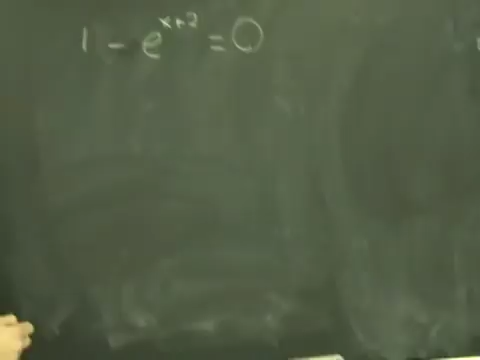 1 - e^{x+2} = 0